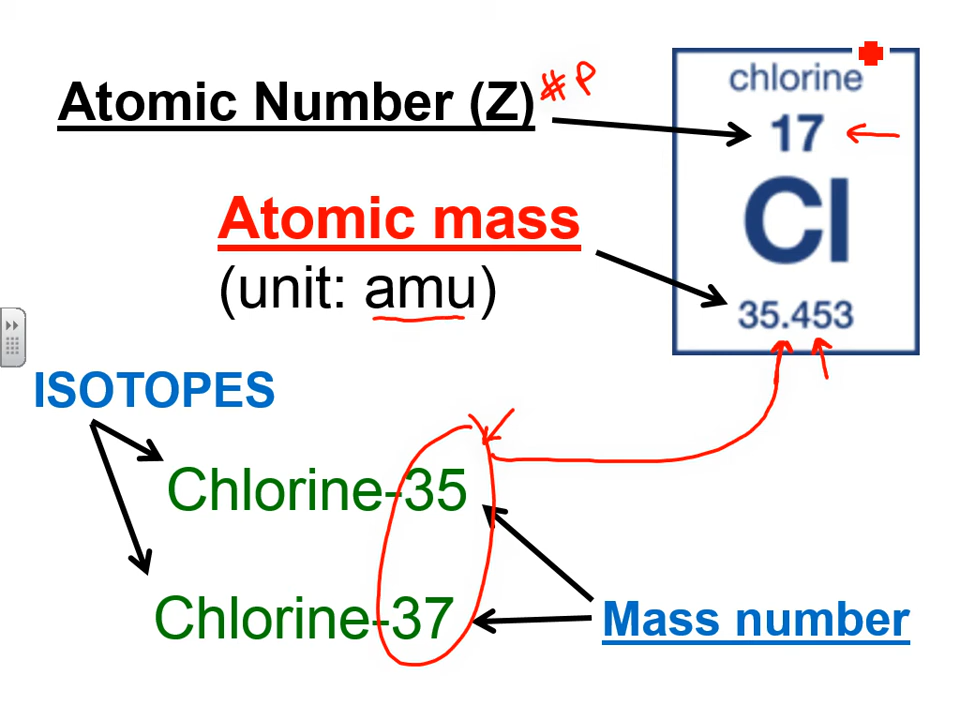 Atomic Number (Z) # P
chlorine
17
Cl
35.453
Atomic mass
(unit: amu)
ISOTOPES
Chlorine-35
Chlorine-37
Mass number